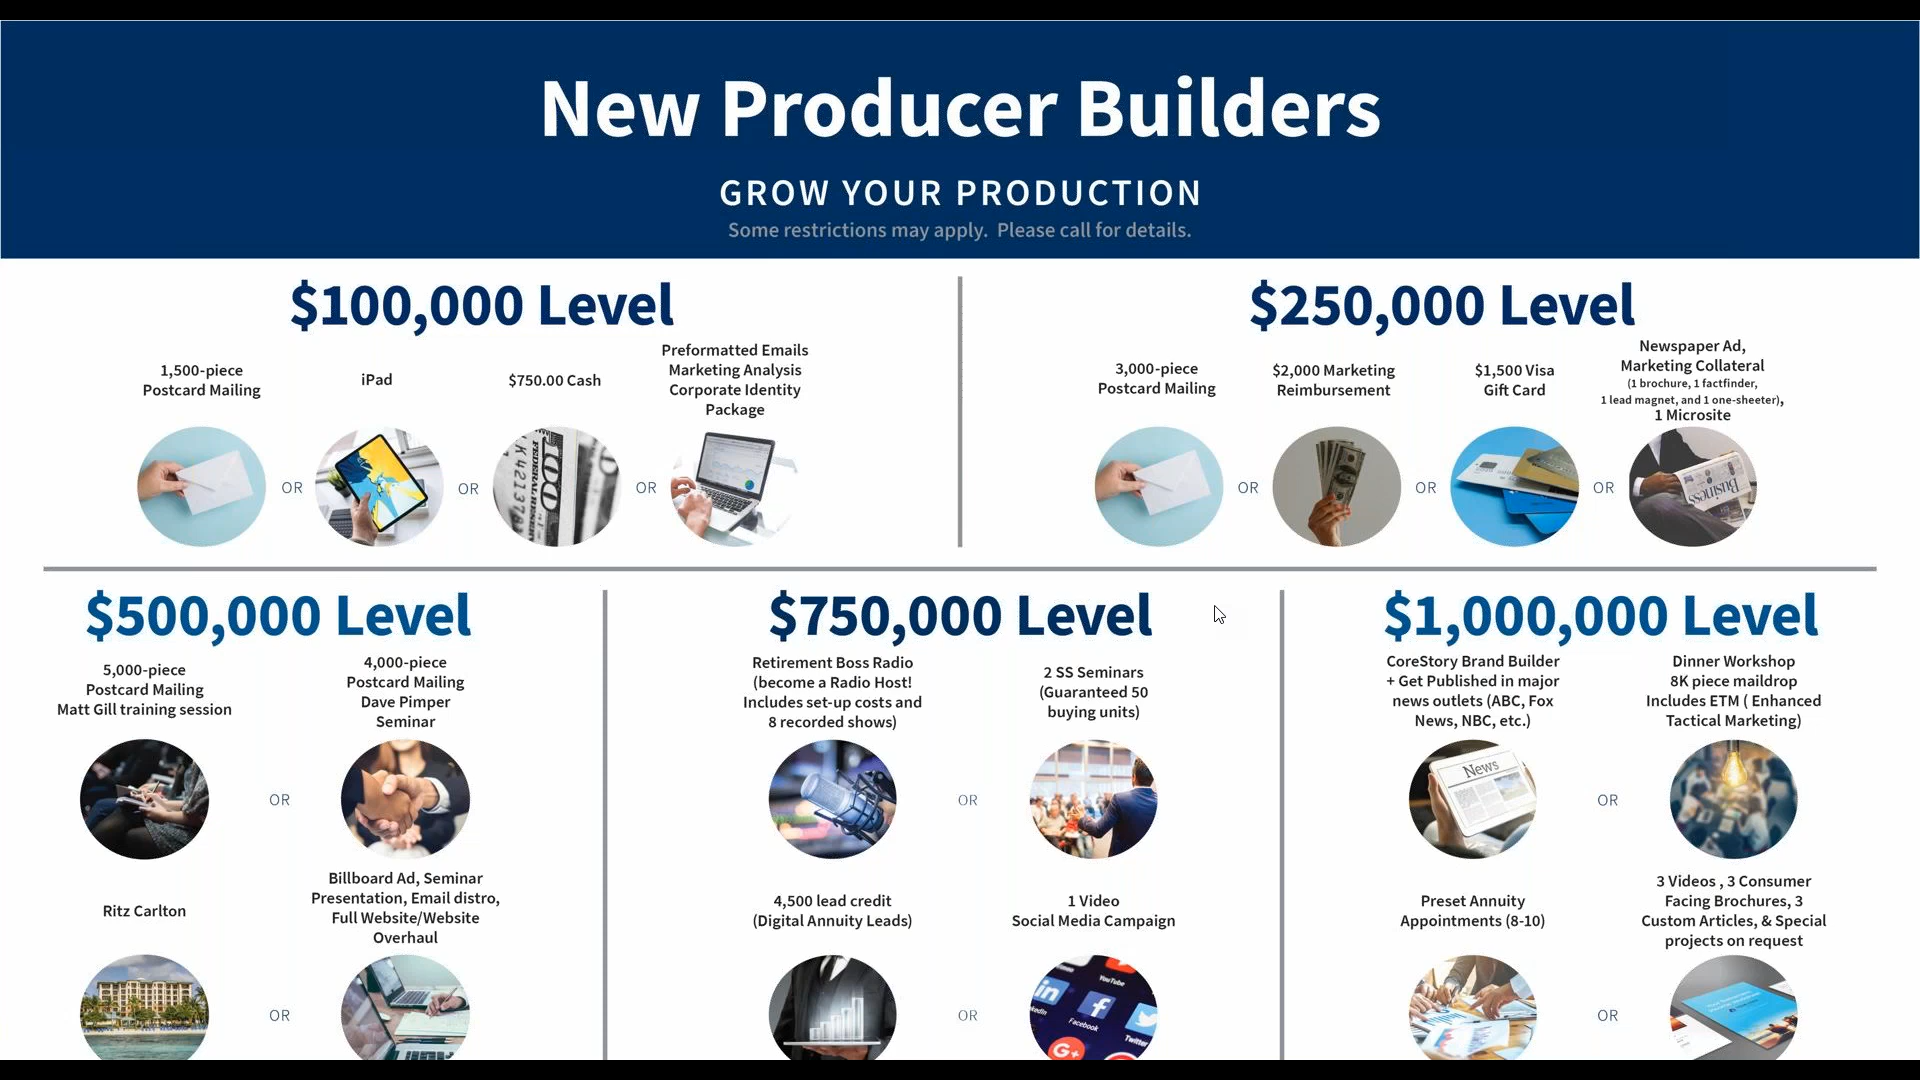 New Producer Builders
GROW YOUR PRODUCTION
Some restrictions may apply. Please call for details.
$100,000 Level
1,500-piece
Postcard Mailing
OR
iPad
OR
$750.00 Cash
OR
Preformatted Emails
Marketing Analysis
Corporate Identity
Package
$250,000 Level
3,000-piece
Postcard Mailing
OR
$2,000 Marketing
Reimbursement
OR
$1,500 Visa
Gift Card
OR
Newspaper Ad,
Marketing Collateral
(1 brochure, 1 factfinder,
1 lead magnet, and 1 one-sheeter),
1 Microsite
Business
$500,000 Level
5,000-piece
Postcard Mailing
Matt Gill training session
OR
4,000-piece
Postcard Mailing
Dave Pimper
Seminar
Ritz Carlton
OR
Billboard Ad, Seminar
Presentation, Email distro,
Full Website/Website
Overhaul
$750,000 Level
Retirement Boss Radio
(become a Radio Host!
Includes set-up costs and
8 recorded shows)
OR
2 SS Seminars
(Guaranteed 50
buying units)
4,500 lead credit
(Digital Annuity Leads)
OR
1 Video
Social Media Campaign
YouTube
in
Facebook
Twitter
G+
$1,000,000 Level
CoreStory Brand Builder
+ Get Published in major
news outlets (ABC, Fox
News, NBC, etc.)
News
OR
Dinner Workshop
8K piece maildrop
Includes ETM ( Enhanced
Tactical Marketing)
Preset Annuity
Appointments (8-10)
OR
3 Videos , 3 Consumer
Facing Brochures, 3
Custom Articles, & Special
projects on request